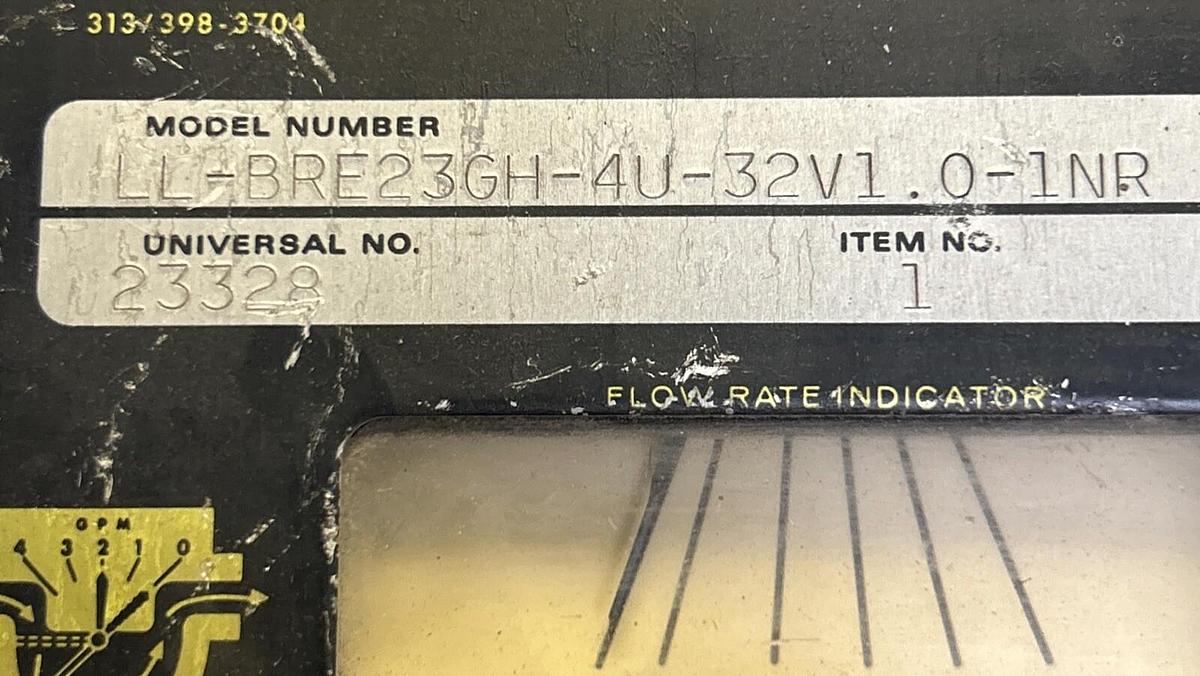 313/398-3704
MODEL NUMBER
LL-BRE23GH-4U-32V1.0-1NR
UNIVERSAL NO. ITEM NO.
23328 1
FLOW RATE INDICATOR
GPM
4 3 2 1 0